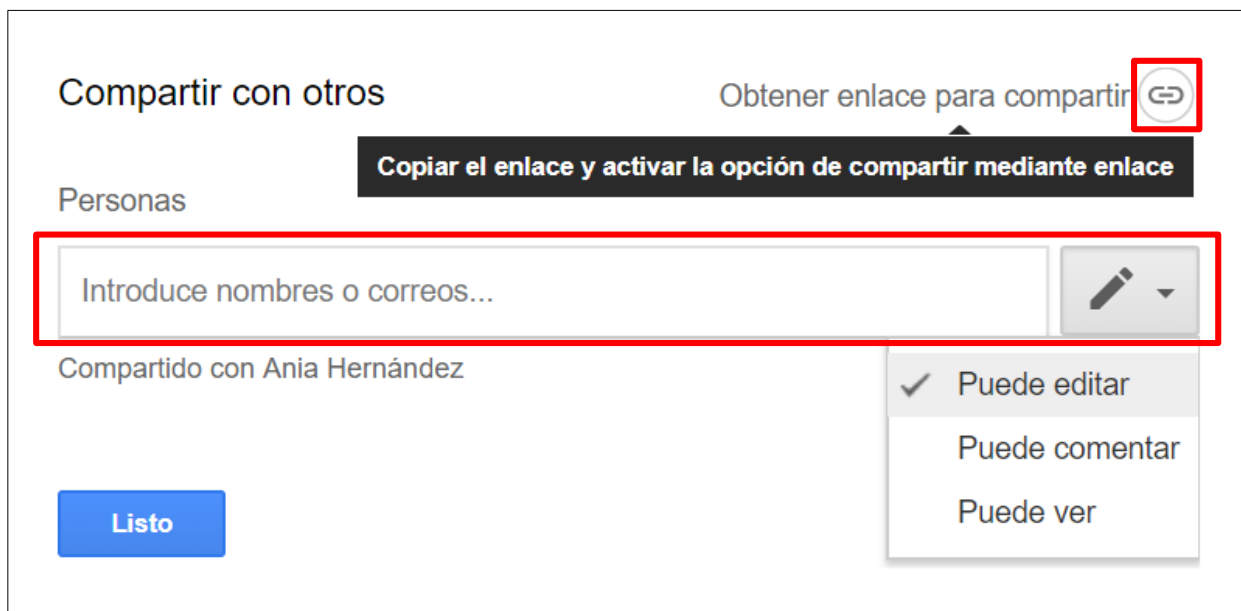 Compartir con otros
Obtener enlace para compartir
Copiar el enlace y activar la opción de compartir mediante enlace
Personas
Introduce nombres o correos...
Compartido con Ania Hernández
Puede editar
Puede comentar
Puede ver
Listo